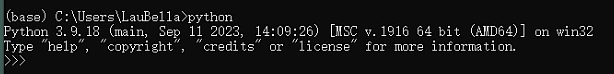 (base) C:\Users\LauBella>python
Python 3.9.18 (main, Sep 11 2023, 14:09:26) [MSC v.1916 64 bit (AMD64)] on win32
Type "help", "copyright", "credits" or "license" for more information.
>>>